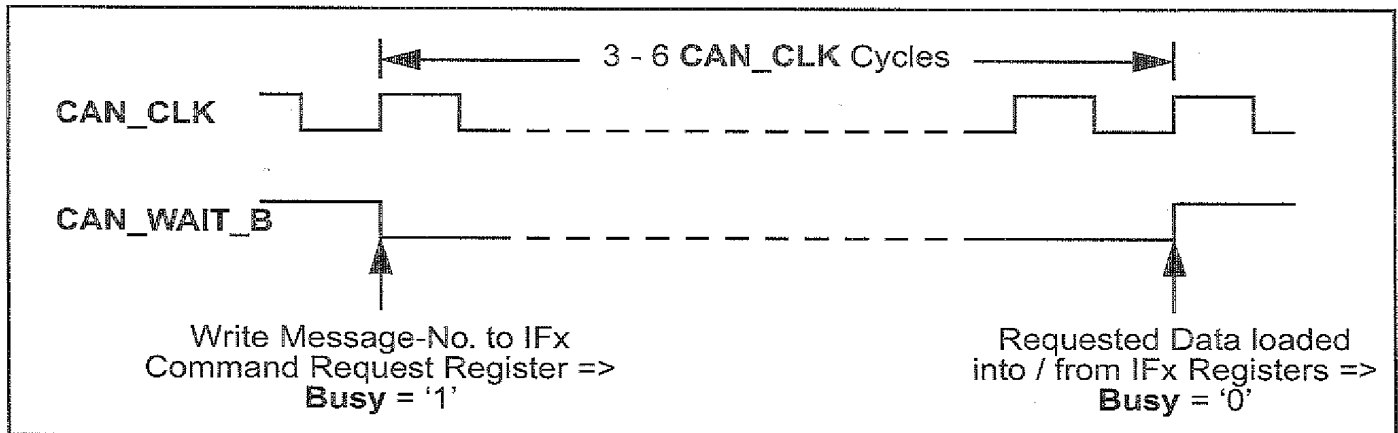 3 - 6 CAN_CLK Cycles
CAN_CLK
CAN_WAIT_B
Write Message-No. to IFx
Command Request Register =>
Busy = ‘1’
Requested Data loaded
into / from IFx Registers =>
Busy = ‘0’